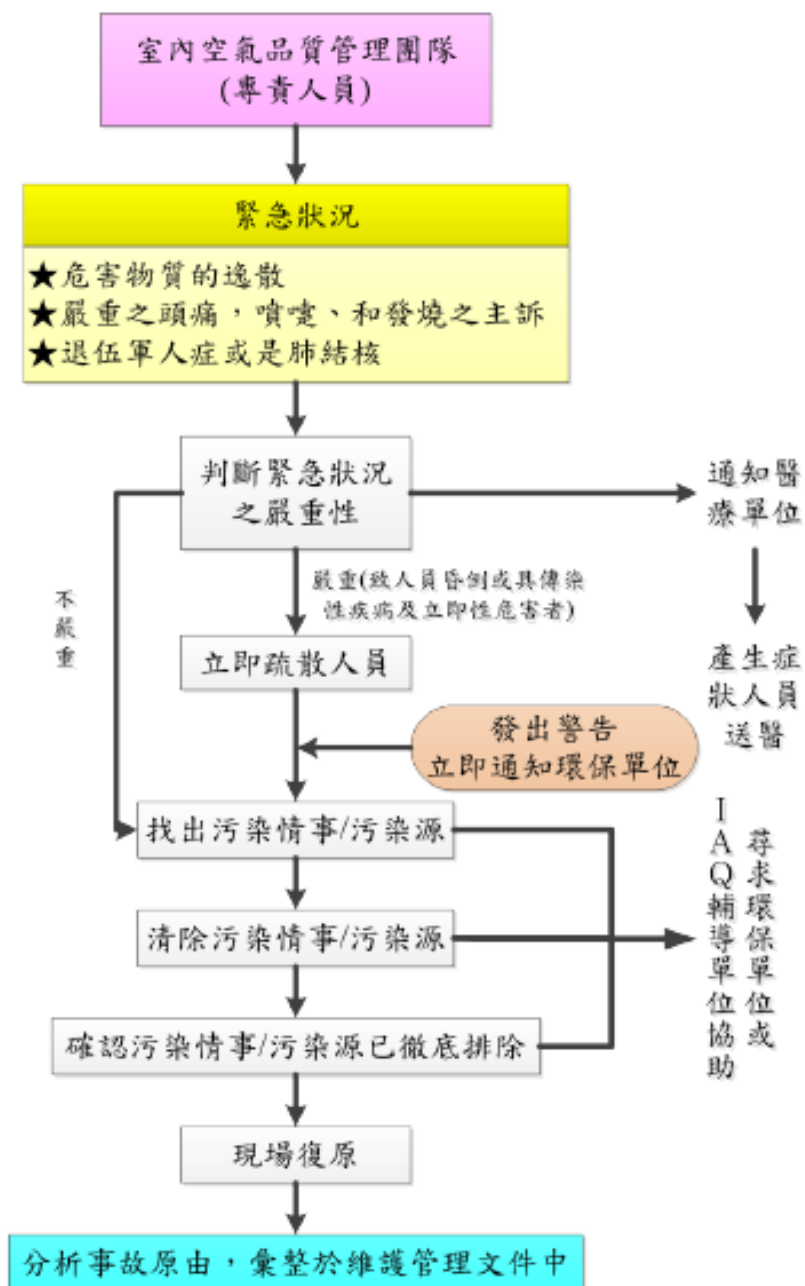 室內空氣品質管理團隊
(專責人員)
緊急狀況
★危害物質的逸散
★嚴重之頭痛，噴嚏、和發燒之主訴
★退伍軍人症或是肺結核
判斷緊急狀況
之嚴重性
通知醫
療單位
嚴重(致人員昏倒或具傳染
性疾病及立即性危害者)
不嚴重
立即疏散人員
產生症
狀人員
送醫
發出警告
立即通知環保單位
找出污染情事/污染源
尋求環保單位或
IAQ輔導單位協助
清除污染情事/污染源
確認污染情事/污染源已徹底排除
現場復原
分析事故原由，彙整於維護管理文件中